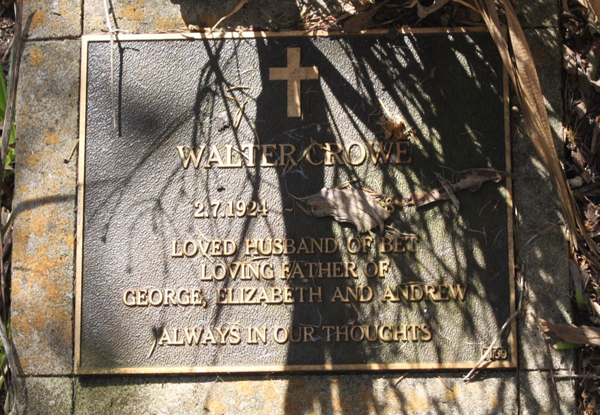 WALTER CROWE
2.7.1924 ~
LOVED HUSBAND OF BET
LOVING FATHER OF
GEORGE, ELIZABETH AND ANDREW
ALWAYS IN OUR THOUGHTS